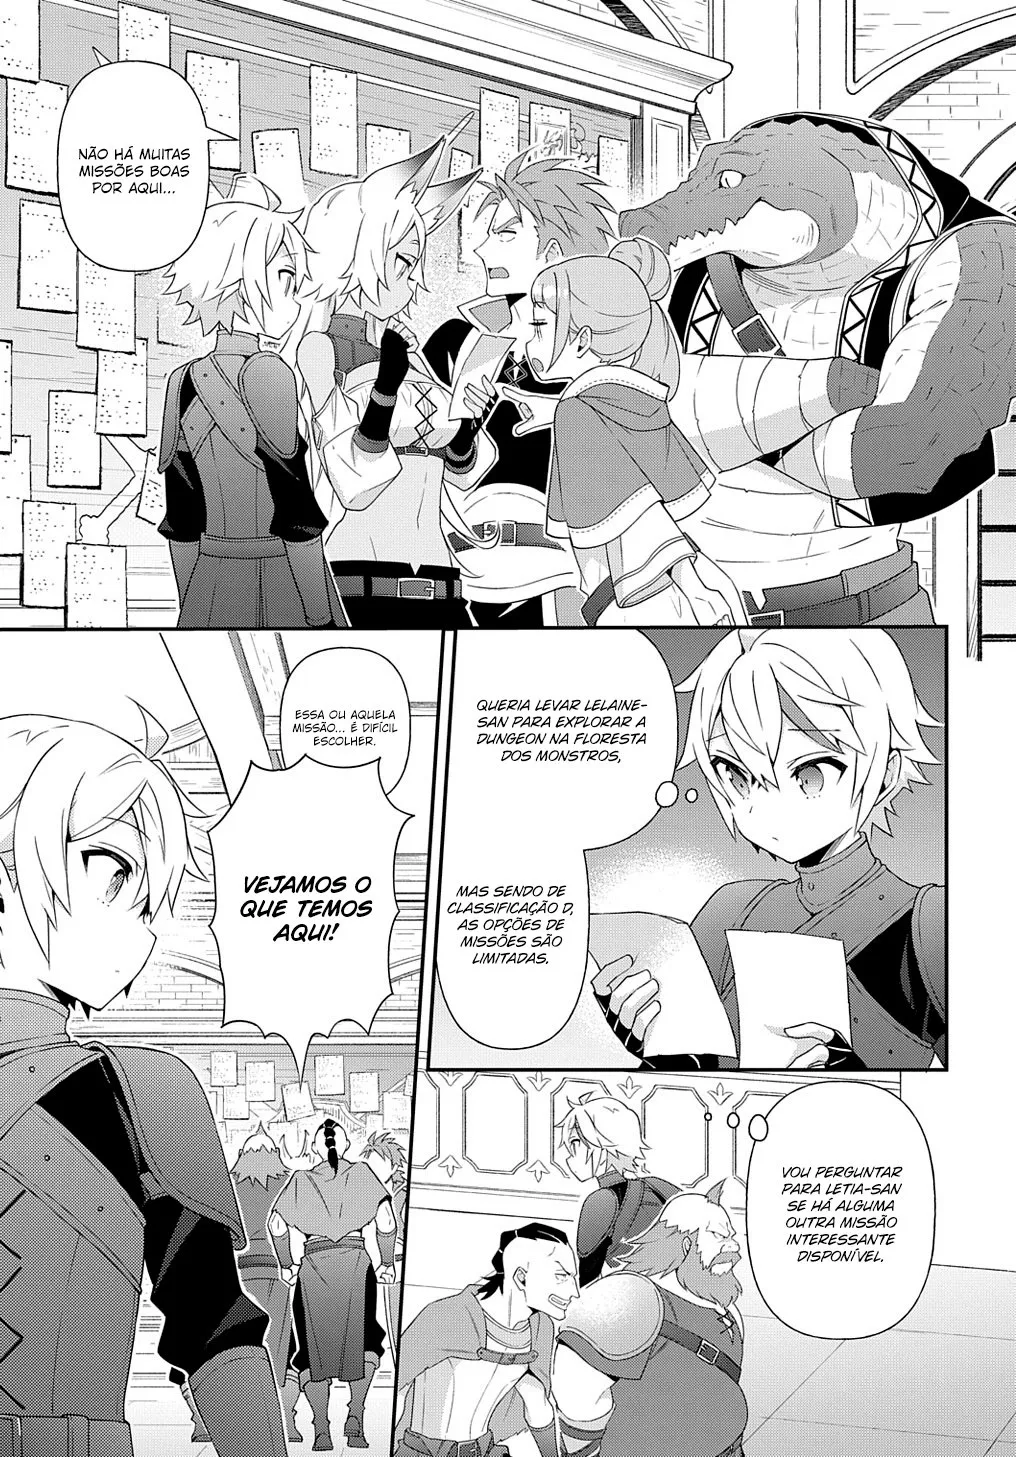 NÃO HÁ MUITAS
MISSÕES BOAS
POR AQUI...
QUERIA LEVAR LELAINE-
SAN PARA EXPLORAR A
DUNGEON NA FLORESTA
DOS MONSTROS,
MAS SENDO DE
CLASSIFICAÇÃO D,
AS OPÇÕES DE
MISSÕES SÃO
LIMITADAS.
ESSA OU AQUELA
MISSÃO... É DIFÍCIL
ESCOLHER.
VEJAMOS O
QUE TEMOS
AQUI!
VOU PERGUNTAR
PARA LETIA-SAN
SE HÁ ALGUMA
OUTRA MISSÃO
INTERESSANTE
DISPONÍVEL.